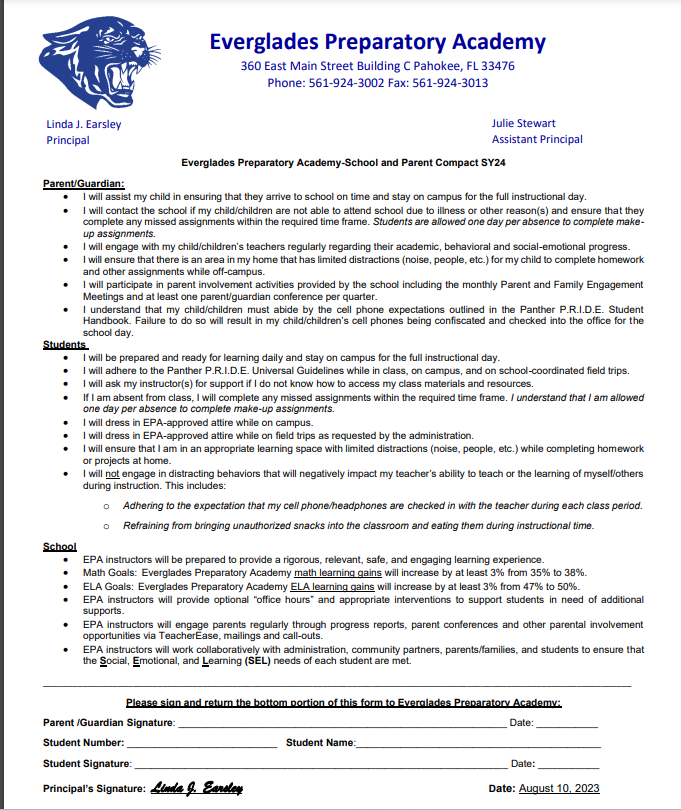 Everglades Preparatory Academy
360 East Main Street Building C Pahokee, FL 33476
Phone: 561-924-3002 Fax: 561-924-3013
Linda J. Earsley
Principal
Julie Stewart
Assistant Principal
Everglades Preparatory Academy-School and Parent Compact SY24
Parent/Guardian:
• I will assist my child in ensuring that they arrive to school on time and stay on campus for the full instructional day.
• I will contact the school if my child/children are not able to attend school due to illness or other reason(s) and ensure that they
complete any missed assignments within the required time frame. Students are allowed one day per absence to complete make-
up assignments.
• I will engage with my child/children's teachers regularly regarding their academic, behavioral and social-emotional progress.
• I will ensure that there is an area in my home that has limited distractions (noise, people, etc.) for my child to complete homework
and other assignments while off-campus.
• I will participate in parent involvement activities provided by the school including the monthly Parent and Family Engagement
Meetings and at least one parent/guardian conference per quarter.
• I understand that my child/children must abide by the cell phone expectations outlined in the Panther P.R.I.D.E. Student
Handbook. Failure to do so will result in my child/children's cell phones being confiscated and checked into the office for the
school day.
Students
• I will be prepared and ready for learning daily and stay on campus for the full instructional day.
• I will adhere to the Panther P.R.I.D.E. Universal Guidelines while in class, on campus, and on school-coordinated field trips.
• I will ask my instructor(s) for support if I do not know how to access my class materials and resources.
• If I am absent from class, I will complete any missed assignments within the required time frame. I understand that I am allowed
one day per absence to complete make-up assignments.
• I will dress in EPA-approved attire while on campus.
• I will dress in EPA-approved attire while on field trips as requested by the administration.
• I will ensure that I am in an appropriate learning space with limited distractions (noise, people, etc.) while completing homework
or projects at home.
• I will not engage in distracting behaviors that will negatively impact my teacher's ability to teach or the learning of myself/others
during instruction. This includes:
o Adhering to the expectation that my cell phone/headphones are checked in with the teacher during each class period.
o Refraining from bringing unauthorized snacks into the classroom and eating them during instructional time.
School
• EPA instructors will be prepared to provide a rigorous, relevant, safe, and engaging learning experience.
• Math Goals: Everglades Preparatory Academy math learning gains will increase by at least 3% from 35% to 38%.
• ELA Goals: Everglades Preparatory Academy ELA learning gains will increase by at least 3% from 47% to 50%.
• EPA instructors will provide optional "office hours" and appropriate interventions to support students in need of additional
supports.
• EPA instructors will engage parents regularly through progress reports, parent conferences and other parental involvement
opportunities via TeacherEase, mailings and call-outs.
• EPA instructors will work collaboratively with administration, community partners, parents/families, and students to ensure that
the Social, Emotional, and Learning (SEL) needs of each student are met.
Please sign and return the bottom portion of this form to Everglades Preparatory Academy:
Parent /Guardian Signature: ____ Date: ____
Student Number: ____ Student Name: ____
Student Signature: ____ Date: ____
Principal's Signature: Linda J. Earsley Date: August 10, 2023